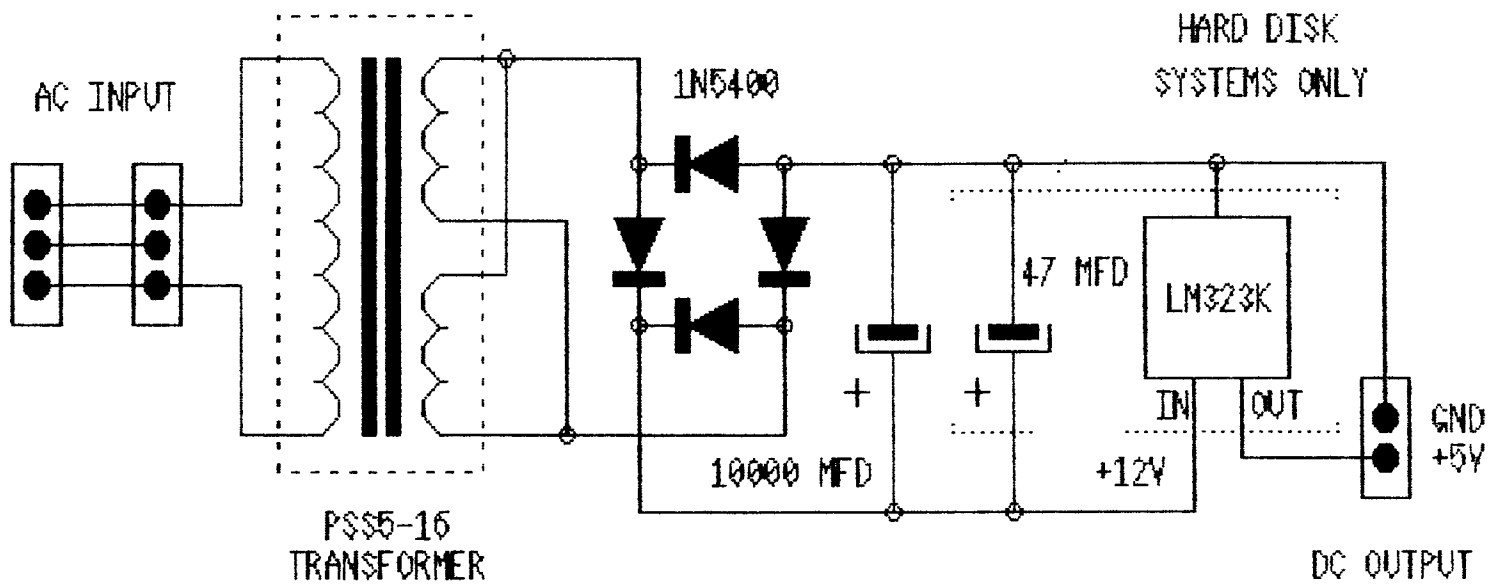 HARD DISK
SYSTEMS ONLY
AC INPUT
1N5400
47 MFD
LM323K
IN
OUT
+
+
GND
+5V
10000 MFD
+12V
PSS5-16
TRANSFORMER
DC OUTPUT